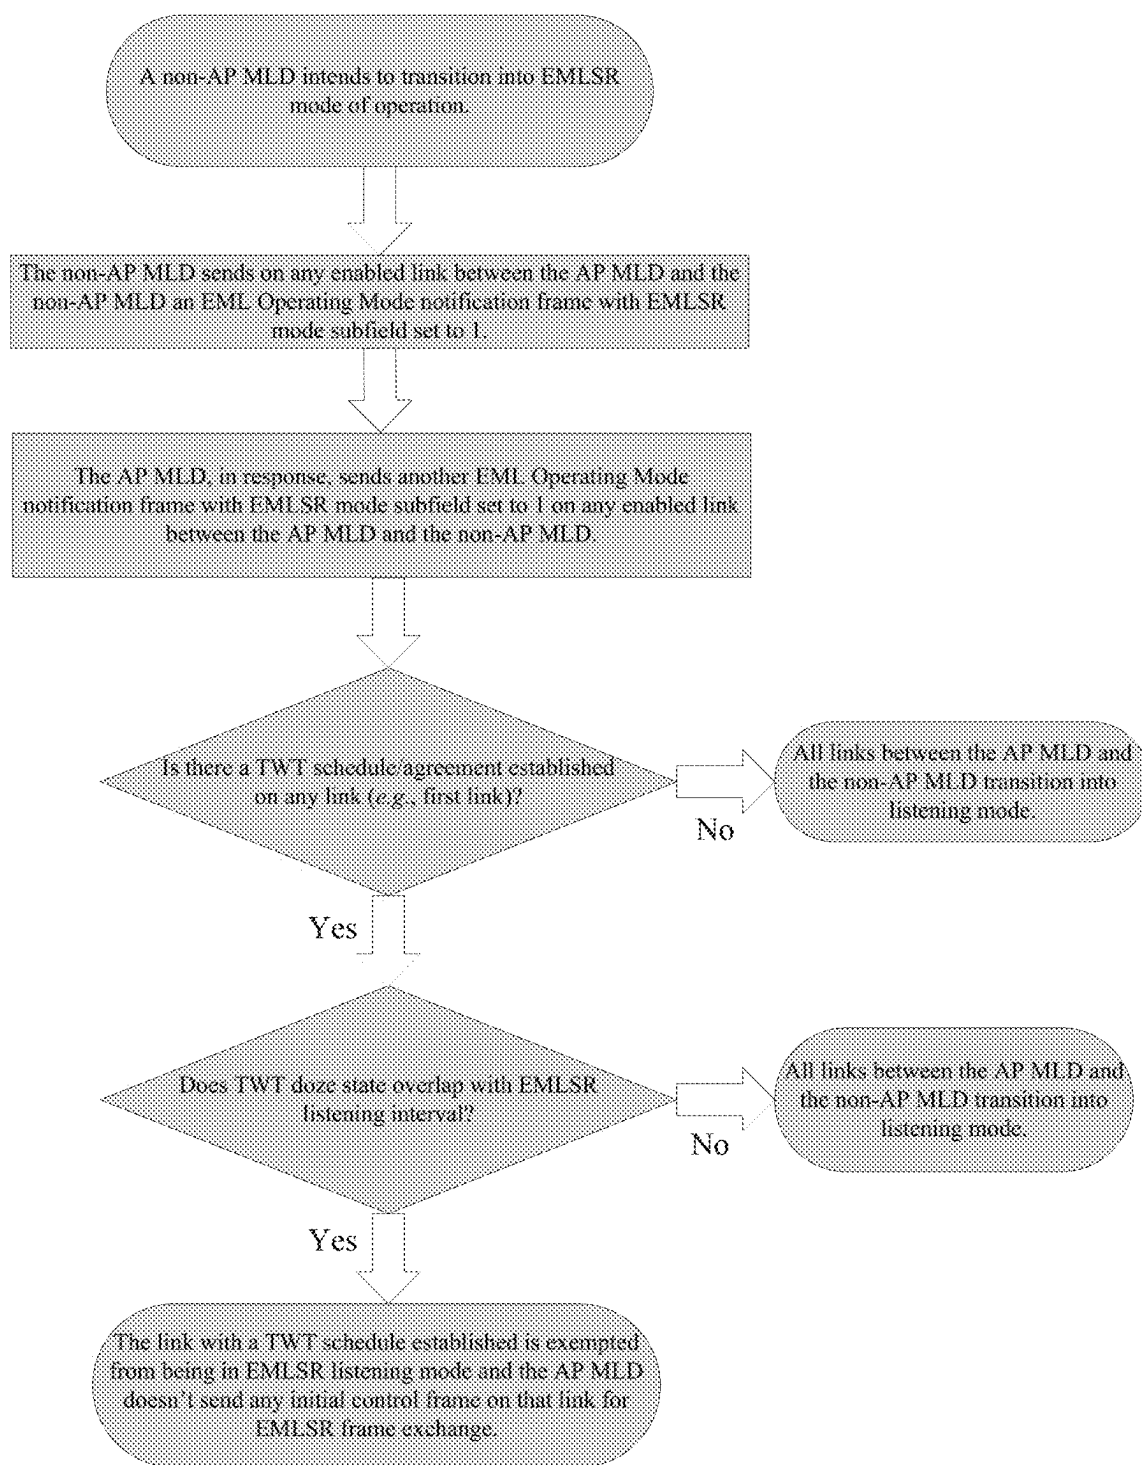 A non-AP MLD intends to transition into EMLSR
mode of operation.
The non-AP MLD sends on any enabled link between the AP MLD and the
non-AP MLD an EML Operating Mode notification frame with EMLSR
mode subfield set to 1.
The AP MLD, in response, sends another EML Operating Mode
notification frame with EMLSR mode subfield set to 1 on any enabled link
between the AP MLD and the non-AP MLD.
Is there a TWT schedule/agreement established
on any link (e.g., first link)?
No
All links between the AP MLD and
the non-AP MLD transition into
listening mode.
Yes
Does TWT doze state overlap with EMLSR
listening interval?
No
All links between the AP MLD and
the non-AP MLD transition into
listening mode.
Yes
The link with a TWT schedule established is exempted
from being in EMLSR listening mode and the AP MLD
doesn't send any initial control frame on that link for
EMLSR frame exchange.